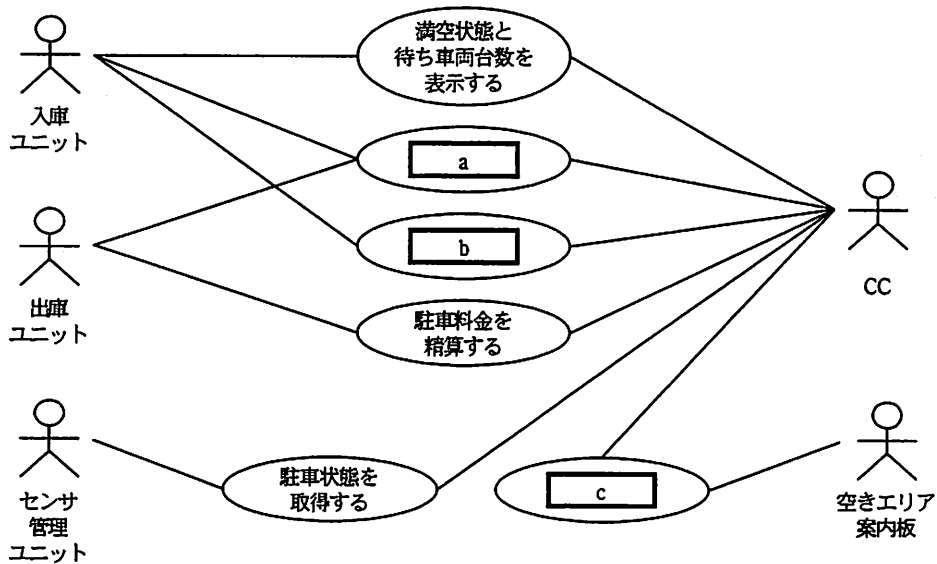 満空状態と
待ち車両台数を
表示する
入庫
ユニット
a
b
CC
出庫
ユニット
駐車料金を
精算する
センサ
管理
ユニット
駐車状態を
取得する
c
空きエリア
案内板